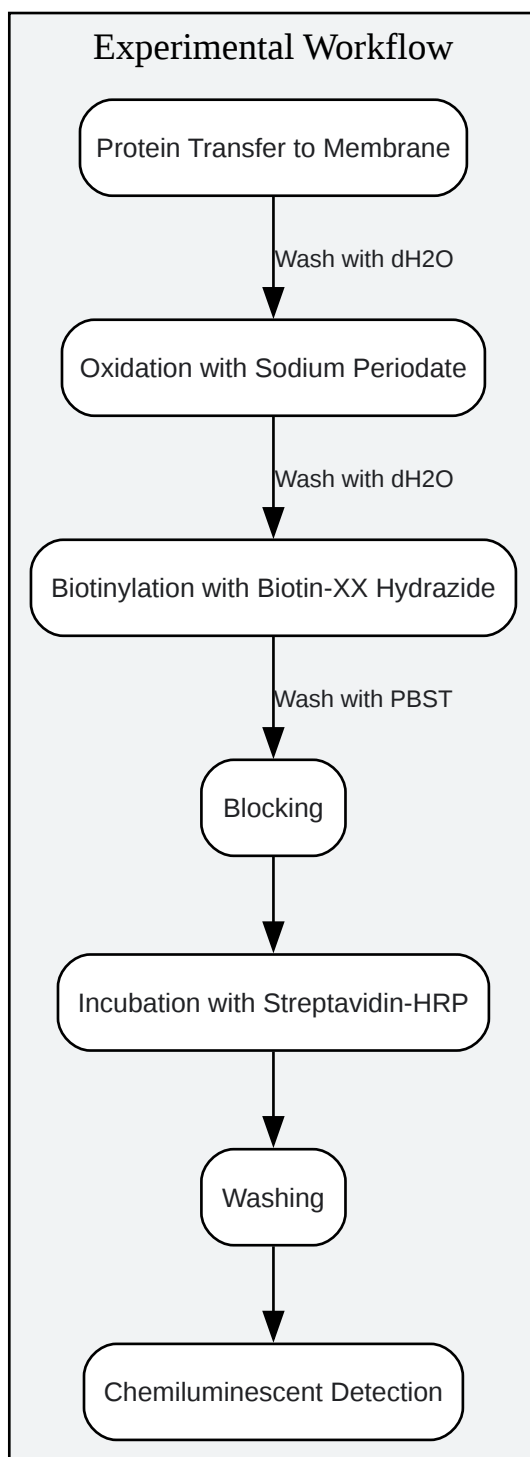 Experimental Workflow
Protein Transfer to Membrane
Wash with dH2O
Oxidation with Sodium Periodate
Wash with dH2O
Biotinylation with Biotin-XX Hydrazide
Wash with PBST
Blocking
Incubation with Streptavidin-HRP
Washing
Chemiluminescent Detection